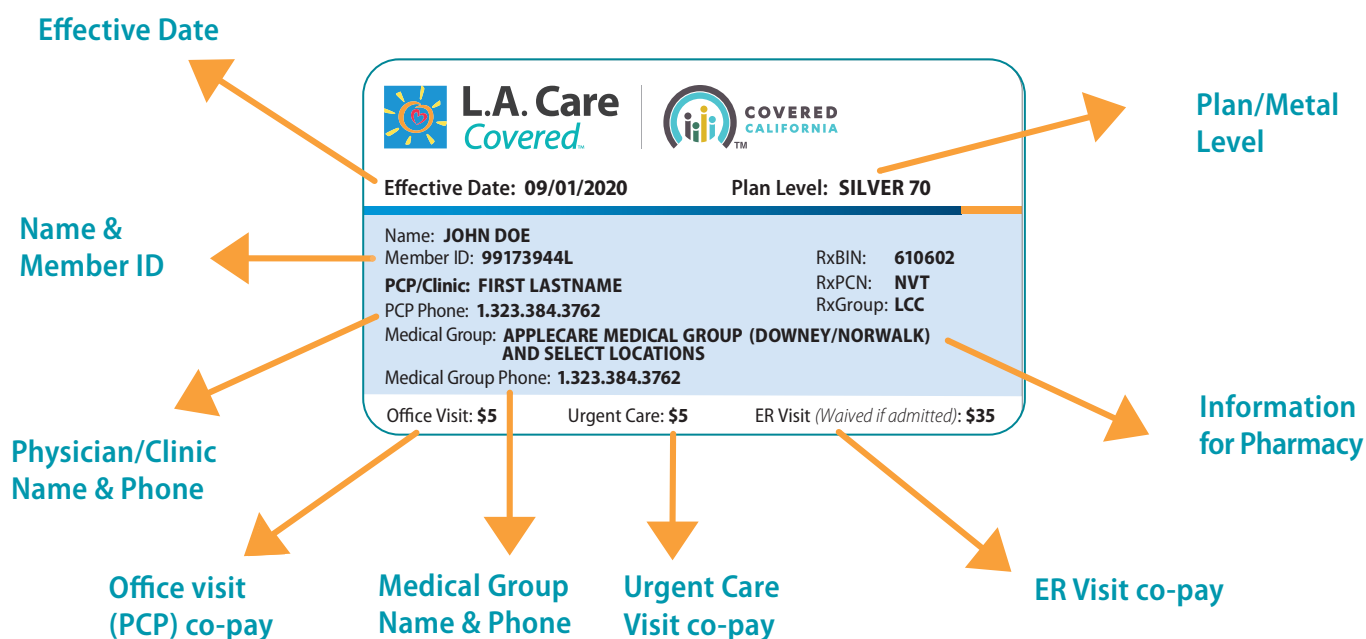 Effective Date
L.A. Care
Covered™
COVERED
CALIFORNIA
TM
Plan/Metal
Level
Effective Date: 09/01/2020
Plan Level: SILVER 70
Name &
Member ID
Name: JOHN DOE
Member ID: 99173944L
PCP/Clinic: FIRST LASTNAME
PCP Phone: 1.323.384.3762
RxBIN: 610602
RxPCN: NVT
RxGroup: LCC
Medical Group: APPLECARE MEDICAL GROUP (DOWNEY/NORWALK)
AND SELECT LOCATIONS
Medical Group Phone: 1.323.384.3762
Office Visit: $5
Urgent Care: $5
ER Visit (Waived if admitted): $35
Information
for Pharmacy
Physician/Clinic
Name & Phone
Office visit
(PCP) co-pay
Medical Group
Name & Phone
Urgent Care
Visit co-pay
ER Visit co-pay